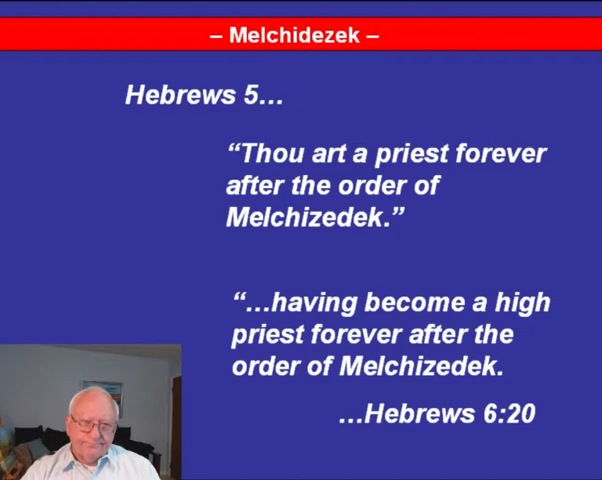 – Melchidezek –
Hebrews 5…
“Thou art a priest forever
after the order of
Melchizedek.”
“…having become a high
priest forever after the
order of Melchizedek.
…Hebrews 6:20